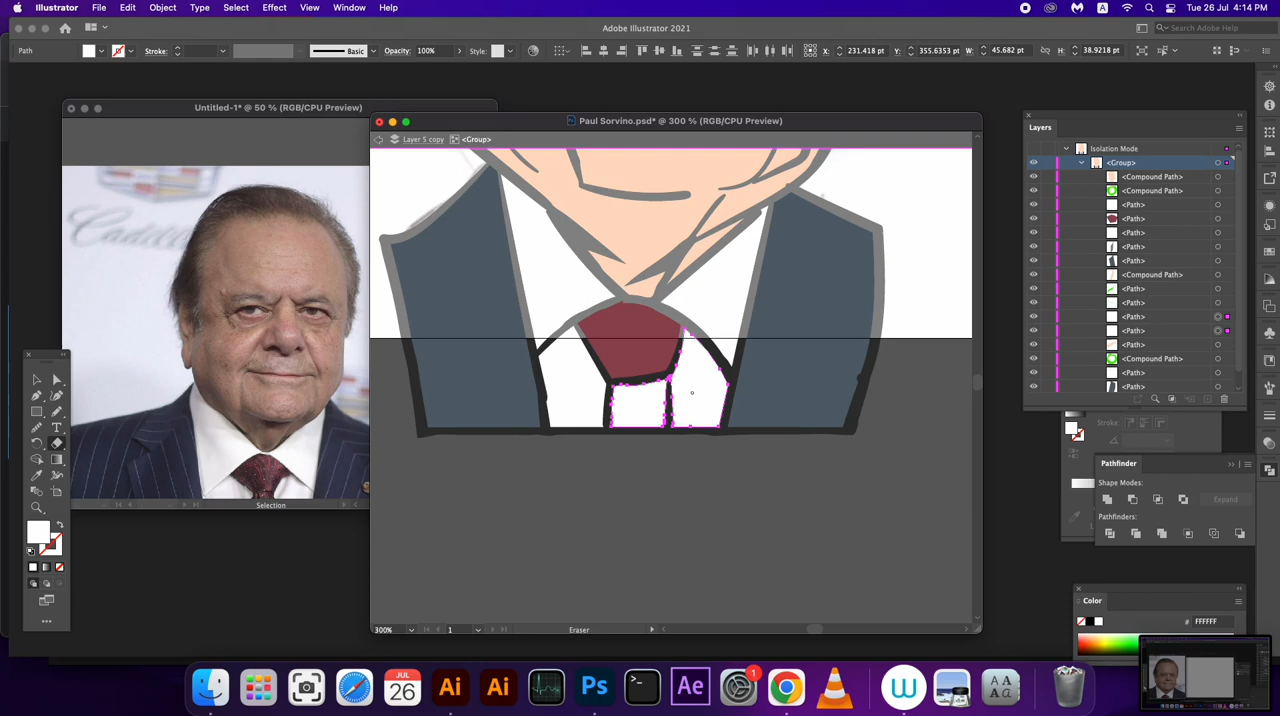 Illustrator File Edit Object Type Select Effect View Window Help A Tue 26 Jul 4:14 PM
Adobe Illustrator 2021 Search Adobe Help
Path Stroke: Basic Opacity: 100% Style: X: 231.418 pt Y: 355.6353 pt W: 45.682 pt H: 38.9218 pt
Untitled-1* @ 50 % (RGB/CPU Preview)
Paul Sorvino.psd* @ 300 % (RGB/CPU Preview)
Layer 5 copy <Group>
Cadillac
Selection
300% 1 Eraser
Layers
Isolation Mode
<Group>
<Compound Path>
<Compound Path>
<Path>
<Path>
<Path>
<Path>
<Path>
<Compound Path>
<Path>
<Path>
<Path>
<Path>
<Path>
<Compound Path>
<Path>
<Path>
Stroke:
Pathfinder
Shape Modes:
Expand
Pathfinders:
Color
# FFFFFF
JUL
26
Ai Ai Ps >_ Ae 1 W
A A
a a